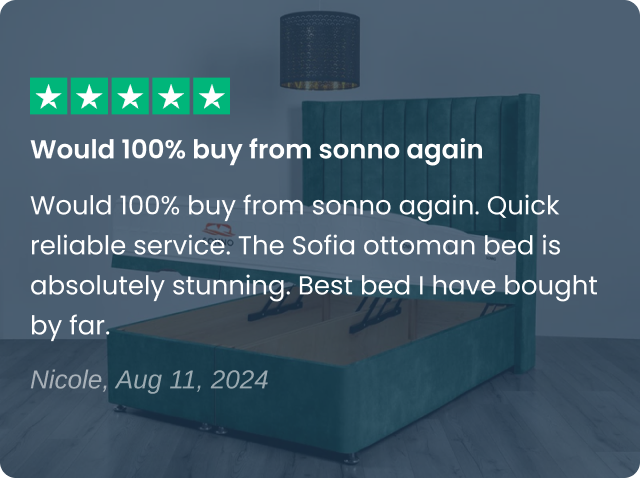 Would 100% buy from sonno again
Would 100% buy from sonno again. Quick
reliable service. The Sofia ottoman bed is
absolutely stunning. Best bed I have bought
by far.
Nicole, Aug 11, 2024